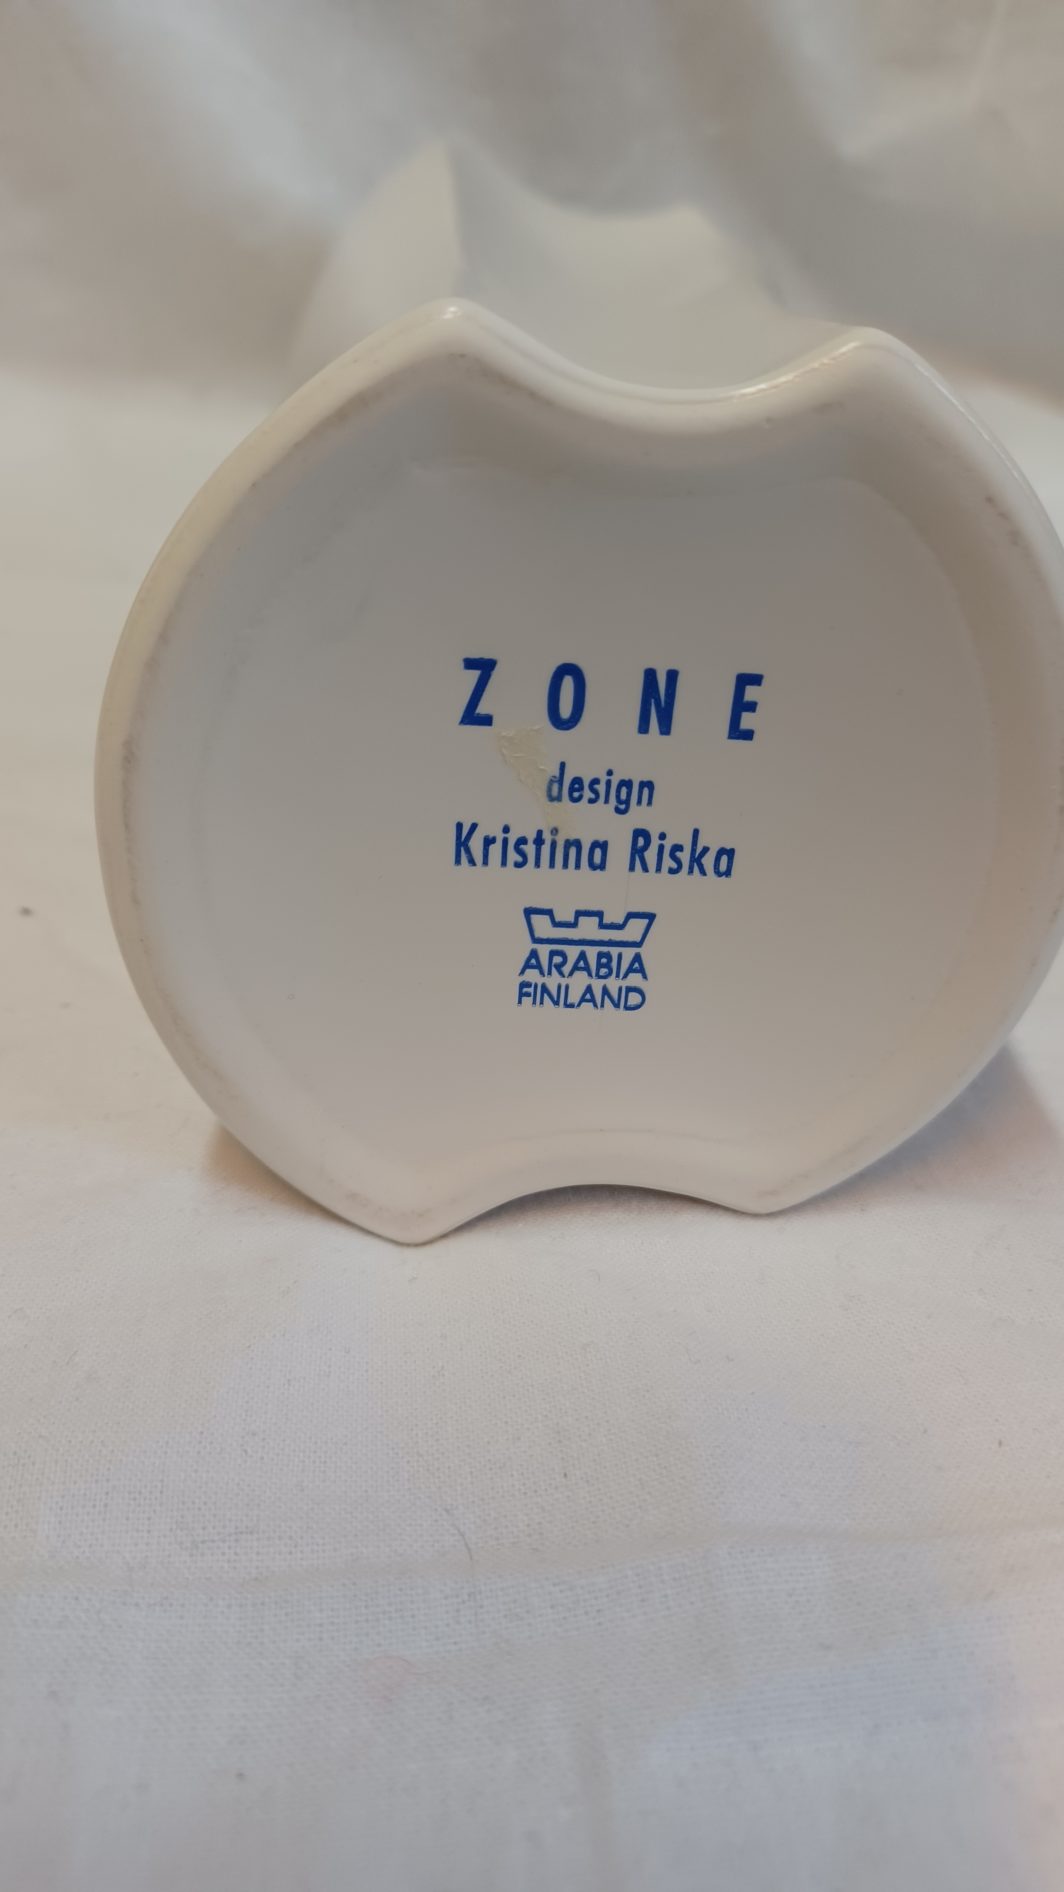 ZONE
design
Kristina Riska
ARABIA
FINLAND